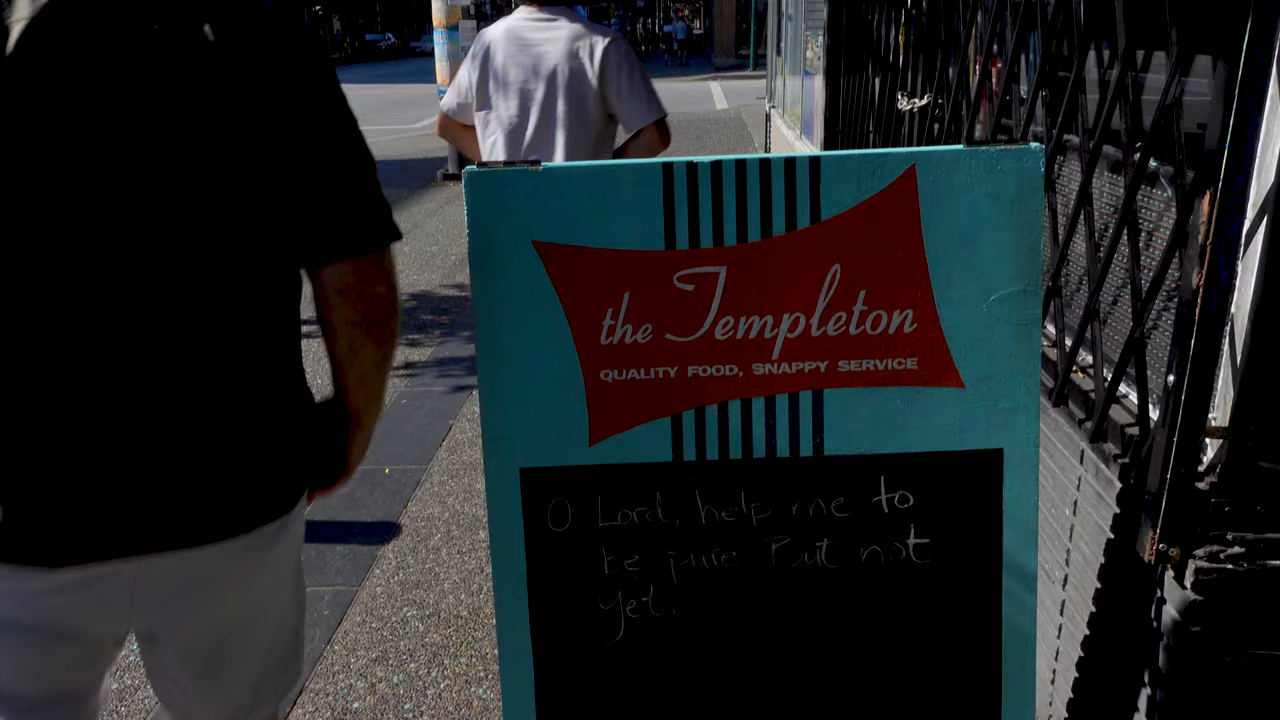 the Templeton
QUALITY FOOD, SNAPPY SERVICE
O Lord, help me to
be pure But not
yet.